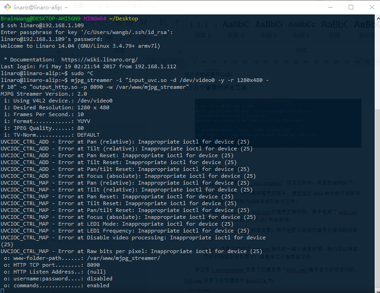 linaro@linaro-alip: ~
BrainWang@DESKTOP-AHI5GN9 MINGW64 ~/Desktop
$ ssh linaro@192.168.1.109
Enter passphrase for key '/c/Users/wangb/.ssh/id_rsa':
linaro@192.168.1.109's password:
Welcome to Linaro 14.04 (GNU/Linux 3.4.79+ armv7l)
* Documentation: https://wiki.linaro.org/
Last login: Fri May 19 02:21:54 2017 from 192.168.1.112
linaro@linaro-alip:~$ sudo ^C
linaro@linaro-alip:~$ mjpg_streamer -i "input_uvc.so -d /dev/video0 -y -r 1280x480 -
f 10" -o "output_http.so -p 8090 -w /var/www/mjpg_streamer"
MJPG Streamer Version.: 2.0
i: Using V4L2 device.: /dev/video0
i: Desired Resolution: 1280 x 480
i: Frames Per Second.: 10
i: Format............: YUYV
i: JPEG Quality......: 80
i: TV-Norm...........: DEFAULT
UVCIOC_CTRL_ADD - Error at Pan (relative): Inappropriate ioctl for device (25)
UVCIOC_CTRL_ADD - Error at Tilt (relative): Inappropriate ioctl for device (25)
UVCIOC_CTRL_ADD - Error at Pan Reset: Inappropriate ioctl for device (25)
UVCIOC_CTRL_ADD - Error at Tilt Reset: Inappropriate ioctl for device (25)
UVCIOC_CTRL_ADD - Error at Pan/tilt Reset: Inappropriate ioctl for device (25)
UVCIOC_CTRL_ADD - Error at Focus (absolute): Inappropriate ioctl for device (25)
UVCIOC_CTRL_MAP - Error at Pan (relative): Inappropriate ioctl for device (25)
UVCIOC_CTRL_MAP - Error at Tilt (relative): Inappropriate ioctl for device (25)
UVCIOC_CTRL_MAP - Error at Pan Reset: Inappropriate ioctl for device (25)
UVCIOC_CTRL_MAP - Error at Tilt Reset: Inappropriate ioctl for device (25)
UVCIOC_CTRL_MAP - Error at Pan/tilt Reset: Inappropriate ioctl for device (25)
UVCIOC_CTRL_MAP - Error at Focus (absolute): Inappropriate ioctl for device (25)
UVCIOC_CTRL_MAP - Error at LED1 Mode: Inappropriate ioctl for device (25)
UVCIOC_CTRL_MAP - Error at LED1 Frequency: Inappropriate ioctl for device (25)
UVCIOC_CTRL_MAP - Error at Disable video processing: Inappropriate ioctl for device
(25)
UVCIOC_CTRL_MAP - Error at Raw bits per pixel: Inappropriate ioctl for device (25)
o: www-folder-path...: /var/www/mjpg_streamer/
o: HTTP TCP port.....: 8090
o: HTTP Listen Address..: (null)
o: username:password.: disabled
o: commands..........: enabled